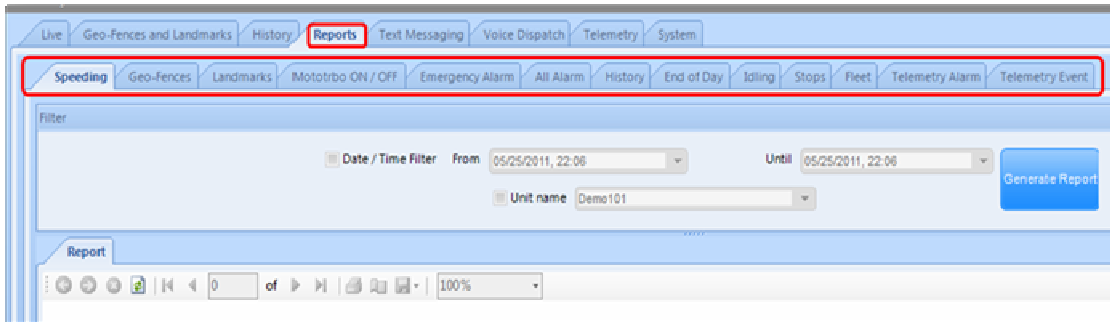 Live Geo-Fences and Landmarks History Reports Text Messaging Voice Dispatch Telemetry System
Speeding Geo-Fences Landmarks Mototrbo ON / OFF Emergency Alarm All Alarm History End of Day Idling Stops Fleet Telemetry Alarm Telemetry Event
Filter
Date / Time Filter From 05/25/2011, 22:06 Until 05/25/2011, 22:06
Generate Report
Unit name Demo101
Report
0 of 100%